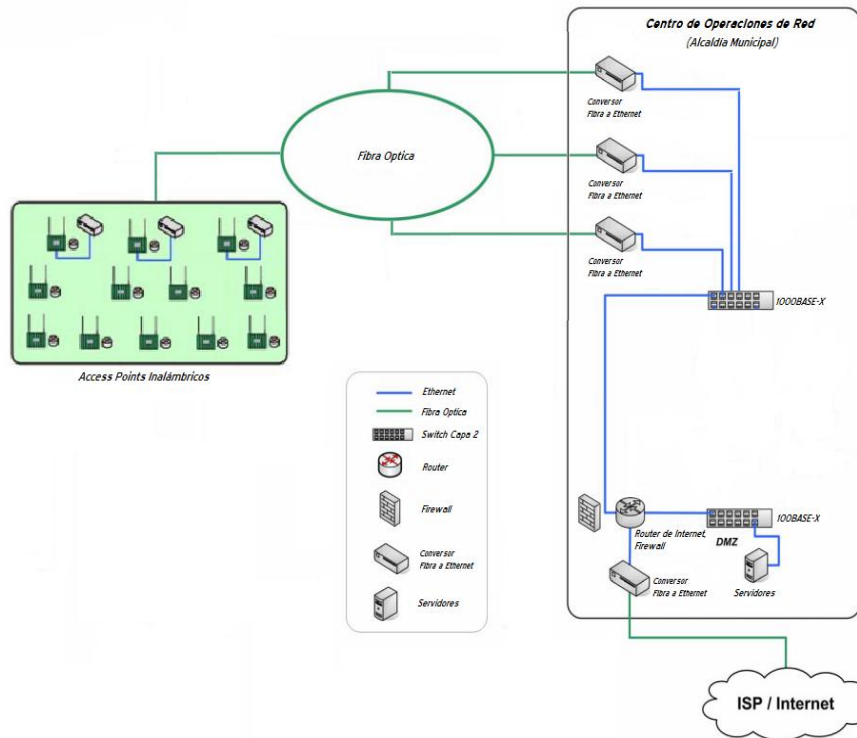 Centro de Operaciones de Red
(Alcaldía Municipal)
Conversor
Fibra a Ethernet
Fibra Optica
Conversor
Fibra a Ethernet
Conversor
Fibra a Ethernet
1000BASE-X
Access Points Inalámbricos
Ethernet
Fibra Optica
Switch Capa 2
Router
Firewall
Conversor
Fibra a Ethernet
Servidores
100BASE-X
Router de Internet,
Firewall
DMZ
Conversor
Fibra a Ethernet
Servidores
ISP / Internet